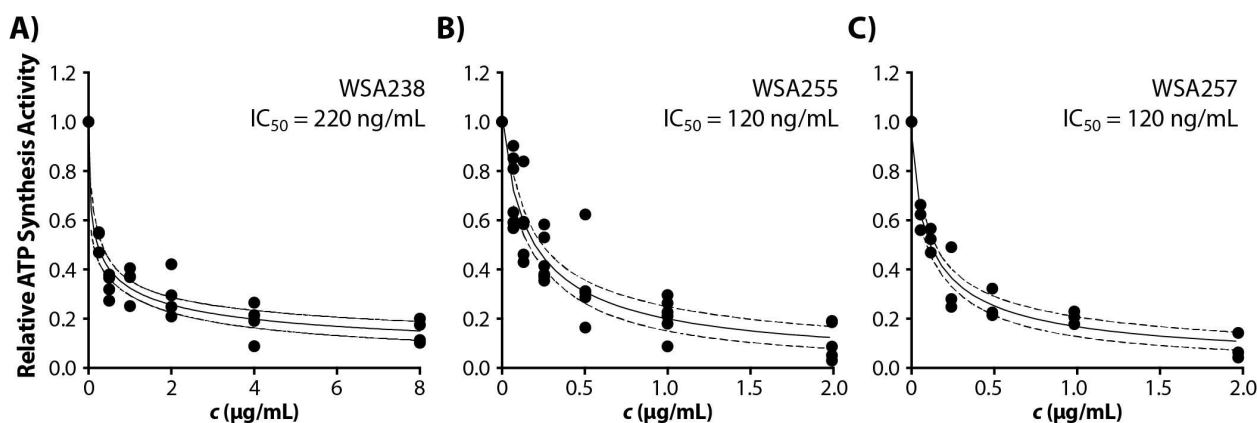 A)
B)
C)
Relative ATP Synthesis Activity
1.2
1.0
0.8
0.6
0.4
0.2
0.0
0
2
4
6
8
c (µg/mL)
WSA238
IC50 = 220 ng/mL
1.2
1.0
0.8
0.6
0.4
0.2
0.0
0
0.5
1.0
1.5
2.0
c (µg/mL)
WSA255
IC50 = 120 ng/mL
1.2
1.0
0.8
0.6
0.4
0.2
0.0
0
0.5
1.0
1.5
2.0
c (µg/mL)
WSA257
IC50 = 120 ng/mL